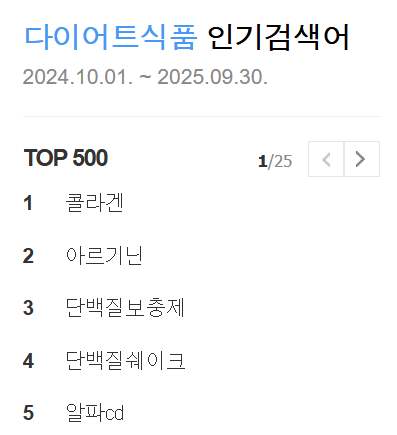 다이어트식품 인기검색어
2024.10.01. ~ 2025.09.30.
TOP 500 1/25
1 콜라겐
2 아르기닌
3 단백질보충제
4 단백질쉐이크
5 알파cd